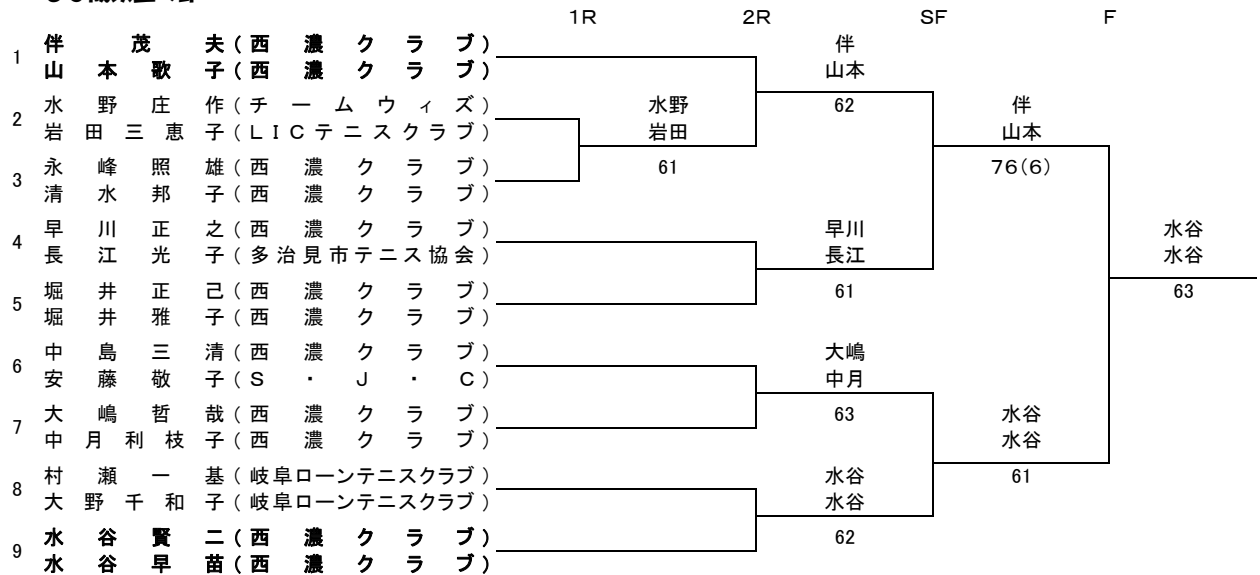 1R 2R SF F
1 伴 茂 夫 ( 西 濃 ク ラ ブ )
山 本 歌 子 ( 西 濃 ク ラ ブ )
伴
山本
62
2 水 野 庄 作 ( チ ー ム ウ ィ ズ )
岩 田 三 恵 子 ( LICテニスクラブ )
水野
岩田
61
伴
山本
76(6)
3 永 峰 照 雄 ( 西 濃 ク ラ ブ )
清 水 邦 子 ( 西 濃 ク ラ ブ )
4 早 川 正 之 ( 西 濃 ク ラ ブ )
長 江 光 子 ( 多治見市テニス協会 )
早川
長江
61
水谷
水谷
63
5 堀 井 正 己 ( 西 濃 ク ラ ブ )
堀 井 雅 子 ( 西 濃 ク ラ ブ )
6 中 島 三 清 ( 西 濃 ク ラ ブ )
安 藤 敬 子 ( S ・ J ・ C )
大嶋
中月
63
7 大 嶋 哲 哉 ( 西 濃 ク ラ ブ )
中 月 利 枝 子 ( 西 濃 ク ラ ブ )
水谷
水谷
61
8 村 瀬 一 基 ( 岐阜ローンテニスクラブ )
大 野 千 和 子 ( 岐阜ローンテニスクラブ )
水谷
水谷
62
9 水 谷 賢 二 ( 西 濃 ク ラ ブ )
水 谷 早 苗 ( 西 濃 ク ラ ブ )